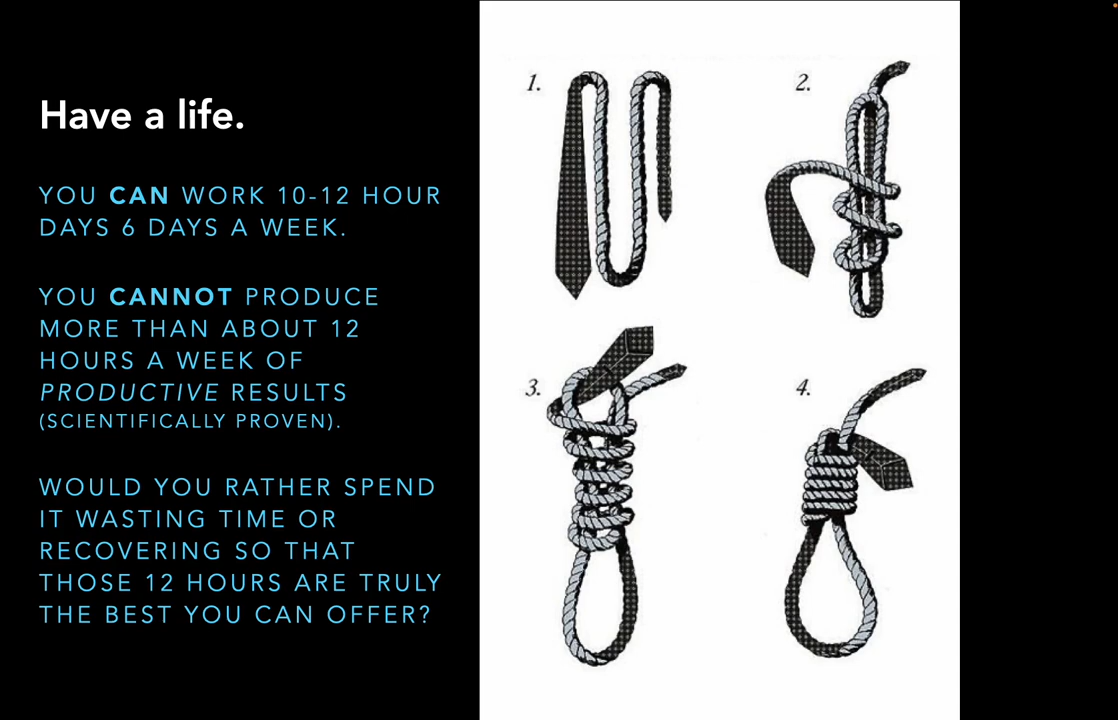 Have a life.
YOU CAN WORK 10-12 HOUR
DAYS 6 DAYS A WEEK.
YOU CANNOT PRODUCE
MORE THAN ABOUT 12
HOURS A WEEK OF
PRODUCTIVE RESULTS
(SCIENTIFICALLY PROVEN).
WOULD YOU RATHER SPEND
IT WASTING TIME OR
RECOVERING SO THAT
THOSE 12 HOURS ARE TRULY
THE BEST YOU CAN OFFER?
1.
2.
3.
4.